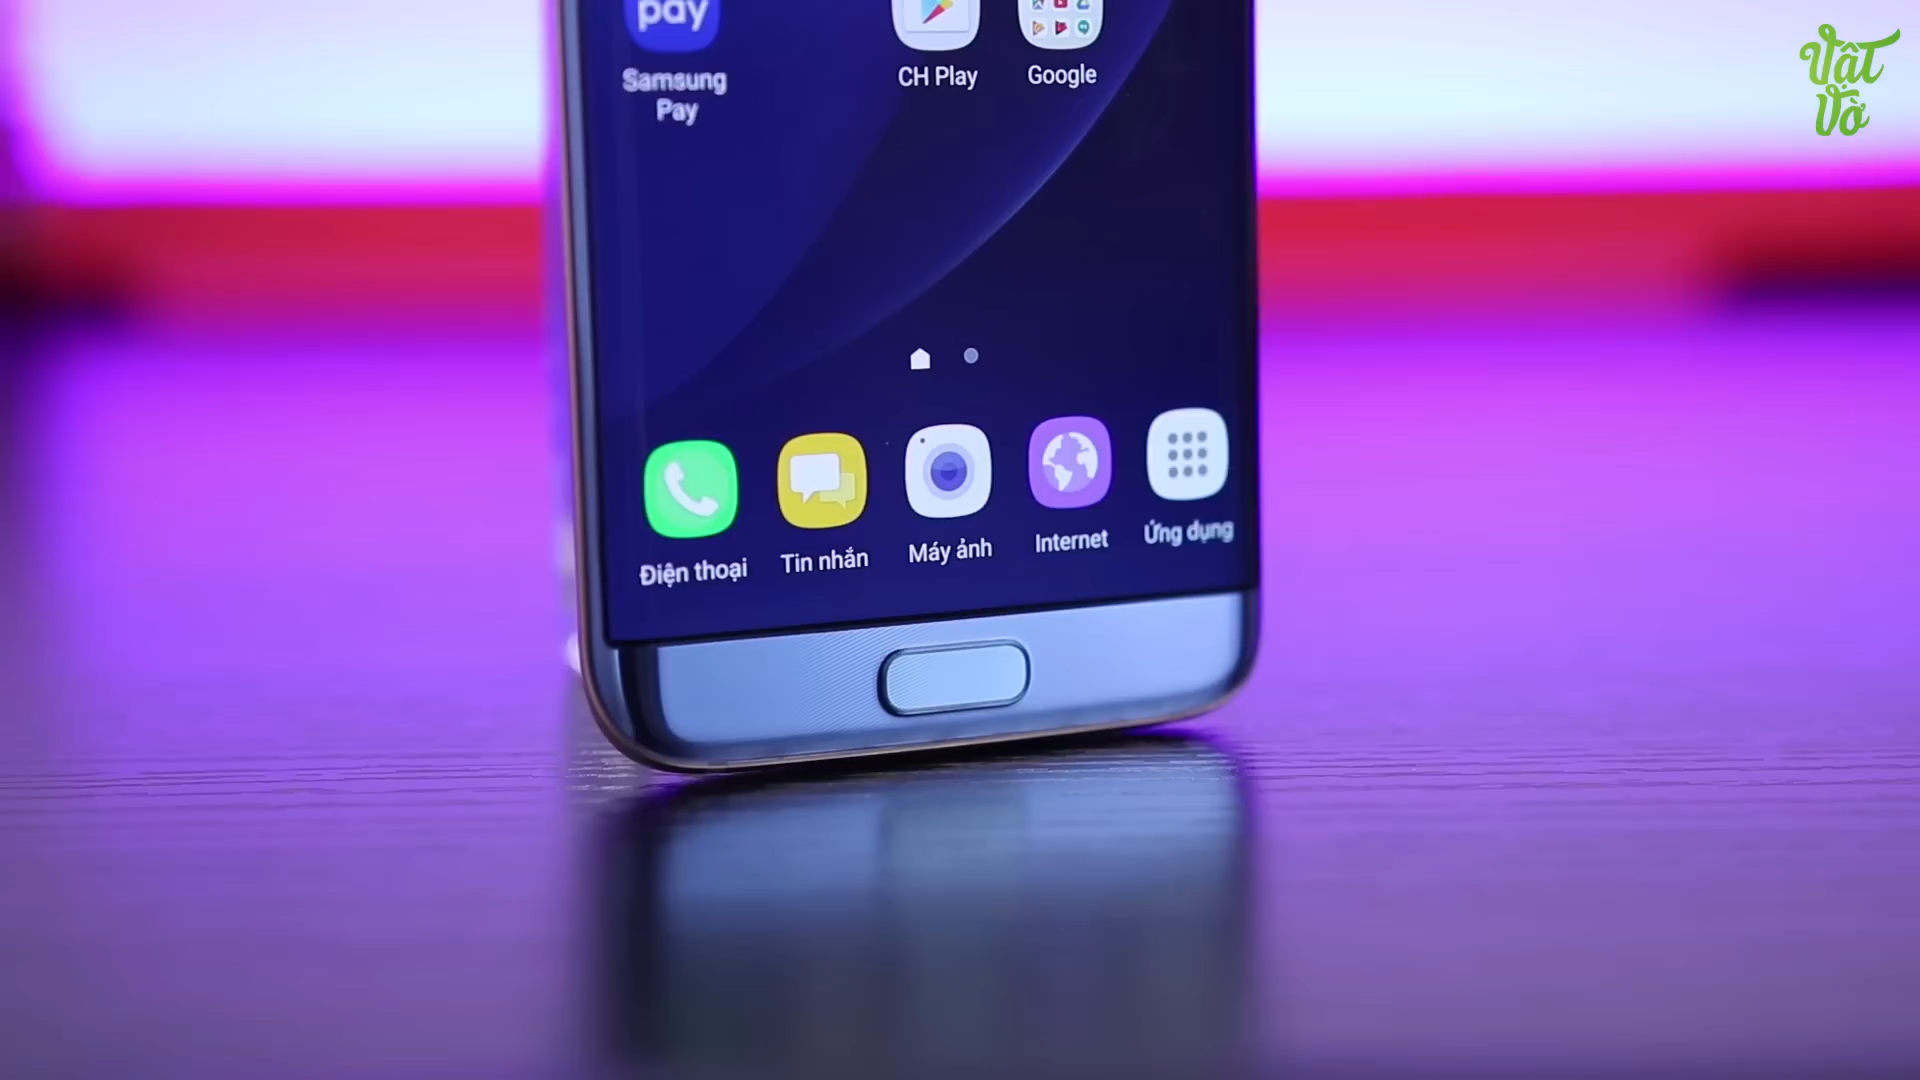 pay
Samsung
Pay
CH Play
Google
Điện thoại
Tin nhắn
Máy ảnh
Internet
Ứng dụng
Vật
Vờ